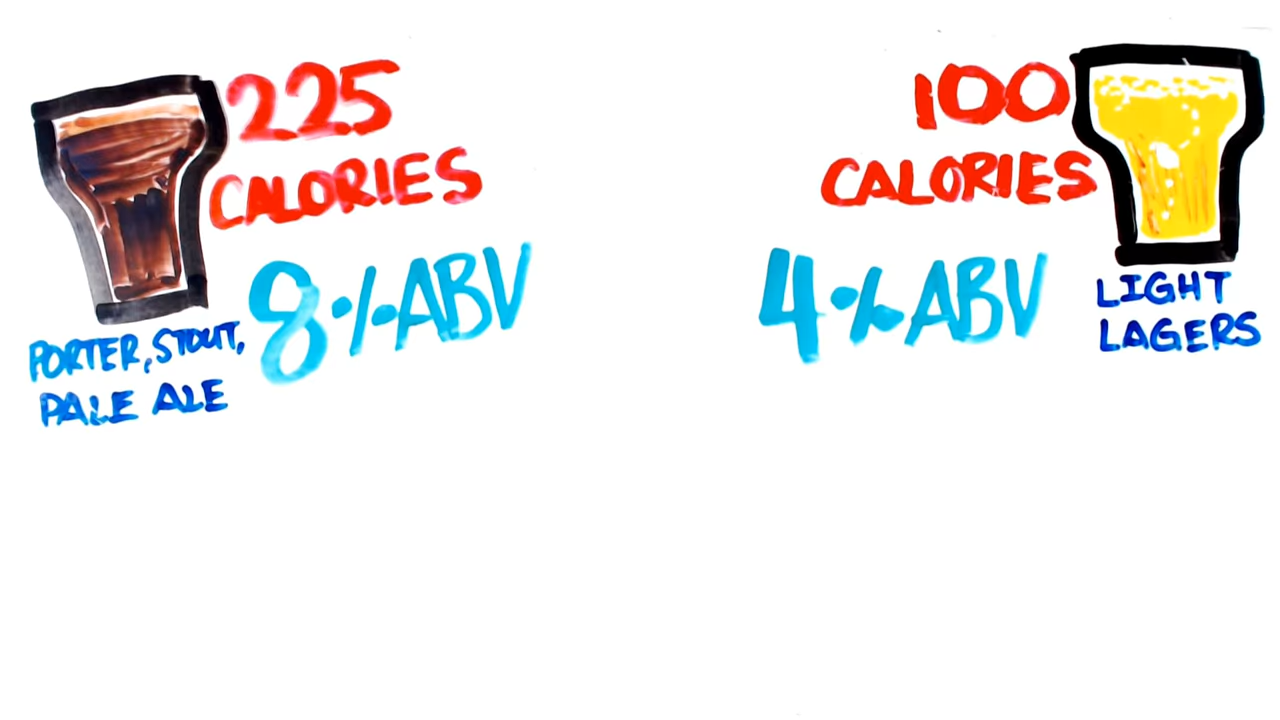 225
CALORIES
8%ABV
PORTER, STOUT,
PALE ALE
100
CALORIES
4%ABV
LIGHT
LAGERS